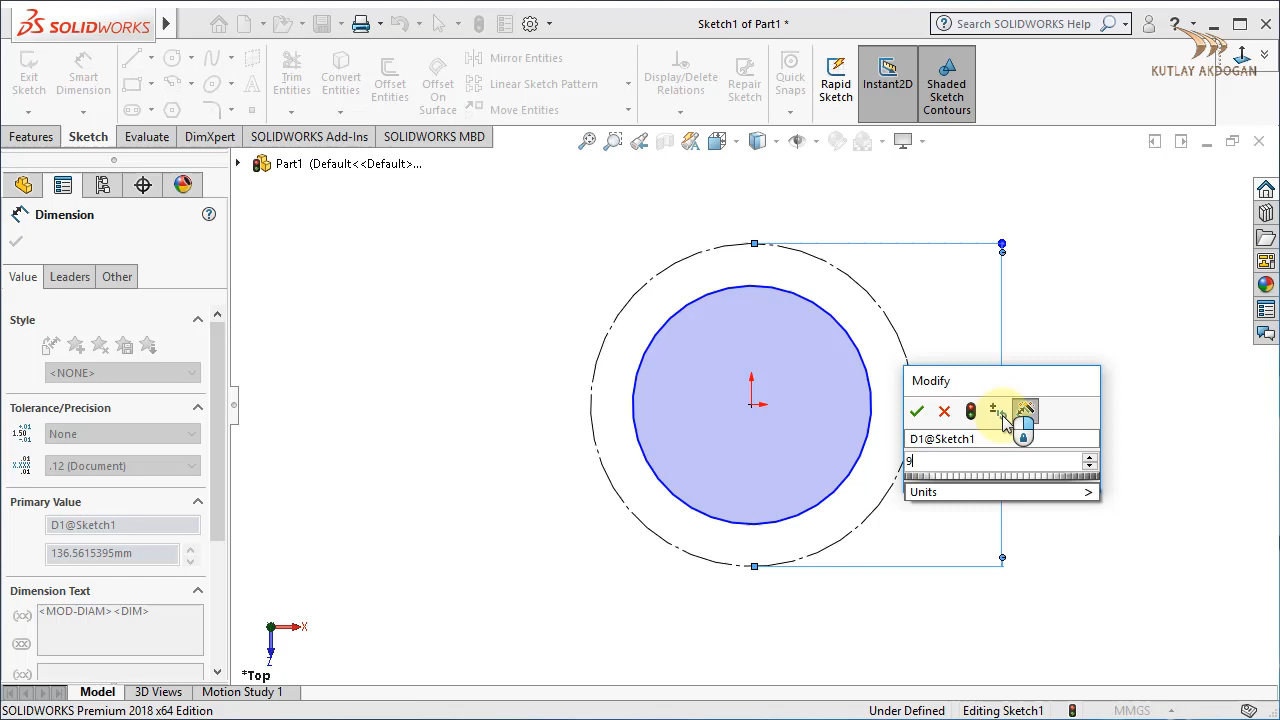 SOLIDWORKS
Sketch1 of Part1 *
Search SOLIDWORKS Help
KUTLAY AKDOGAN
Exit Sketch
Smart Dimension
Trim Entities
Convert Entities
Offset Entities
Offset On Surface
Mirror Entities
Linear Sketch Pattern
Move Entities
Display/Delete Relations
Repair Sketch
Quick Snaps
Rapid Sketch
Instant2D
Shaded Sketch Contours
Features
Sketch
Evaluate
DimXpert
SOLIDWORKS Add-Ins
SOLIDWORKS MBD
Part1 (Default<<Default>...
Dimension
Value
Leaders
Other
Style
<NONE>
Tolerance/Precision
None
.12 (Document)
Primary Value
D1@Sketch1
136.5615395mm
Dimension Text
<MOD-DIAM><DIM>
Modify
D1@Sketch1
9
Units
X
Z
*Top
Model
3D Views
Motion Study 1
SOLIDWORKS Premium 2018 x64 Edition
Under Defined
Editing Sketch1
MMGS